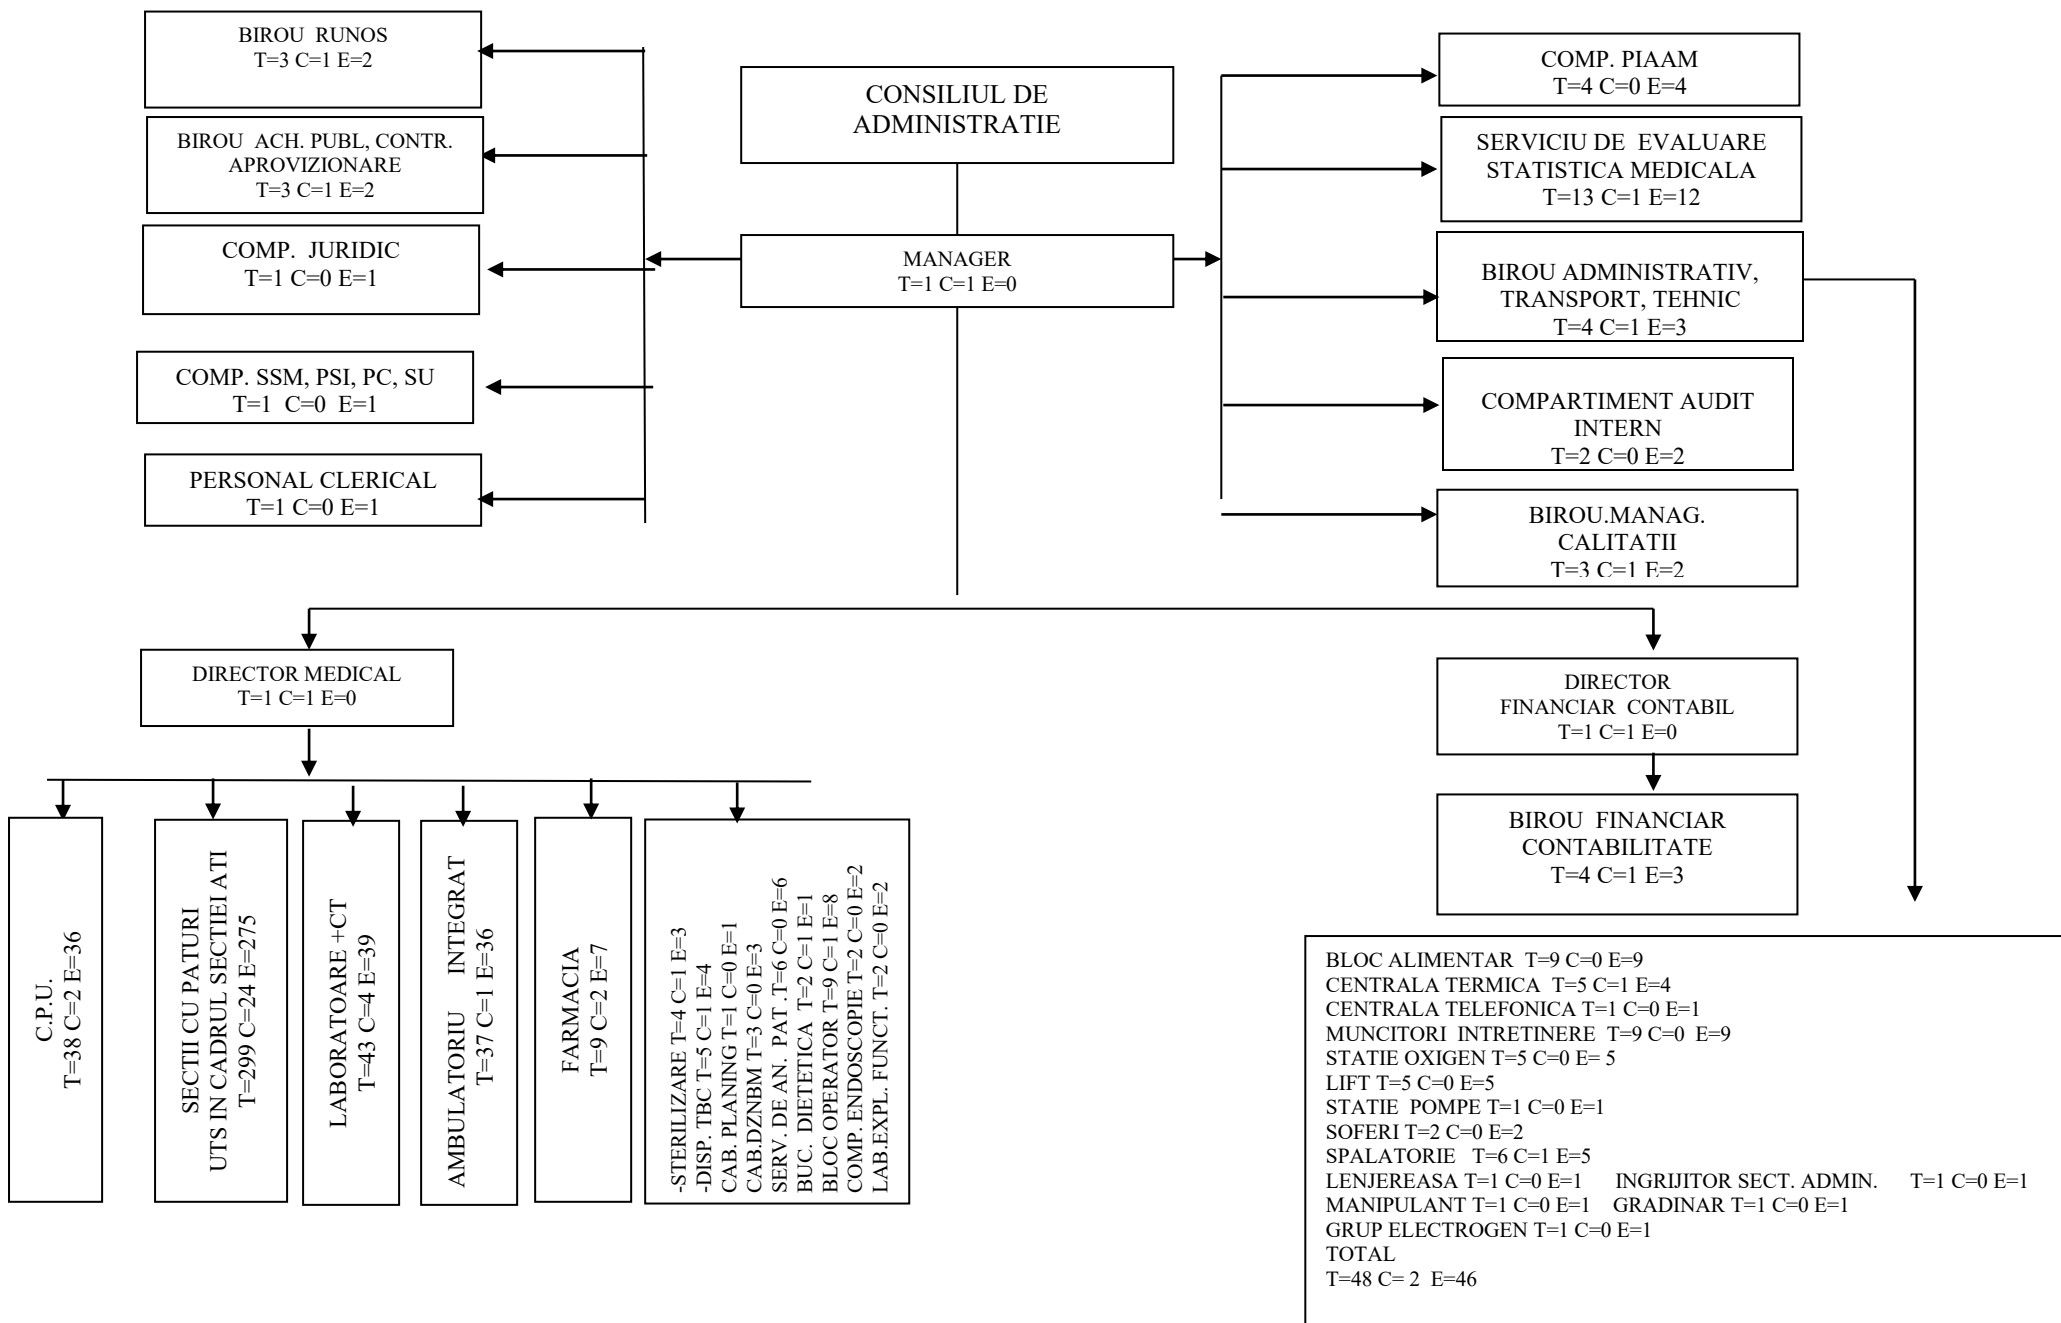 BIROU RUNOS
T=3 C=1 E=2
BIROU ACH. PUBL, CONTR.
APROVIZIONARE
T=3 C=1 E=2
COMP. JURIDIC
T=1 C=0 E=1
COMP. SSM, PSI, PC, SU
T=1 C=0 E=1
PERSONAL CLERICAL
T=1 C=0 E=1
CONSILIUL DE
ADMINISTRATIE
MANAGER
T=1 C=1 E=0
COMP. PIAAM
T=4 C=0 E=4
SERVICIU DE EVALUARE
STATISTICA MEDICALA
T=13 C=1 E=12
BIROU ADMINISTRATIV,
TRANSPORT, TEHNIC
T=4 C=1 E=3
COMPARTIMENT AUDIT
INTERN
T=2 C=0 E=2
BIROU.MANAG.
CALITATII
T=3 C=1 E=2
DIRECTOR MEDICAL
T=1 C=1 E=0
DIRECTOR
FINANCIAR CONTABIL
T=1 C=1 E=0
BIROU FINANCIAR
CONTABILITATE
T=4 C=1 E=3
C.P.U.
T=38 C=2 E=36
SECTII CU PATURI
UTS IN CADRUL SECTIEI ATI
T=299 C=24 E=275
LABORATOARE +CT
T=43 C=4 E=39
AMBULATORIU INTEGRAT
T=37 C=1 E=36
FARMACIA
T=9 C=2 E=7
-STERILIZARE T=4 C=1 E=3
-DISP. TBC T=5 C=1 E=4
CAB. PLANING T=1 C=0 E=1
CAB.DZNBM T=3 C=0 E=3
SERV. DE AN. PAT .T=6 C=0 E=6
BUC. DIETETICA T=2 C=1 E=1
BLOC OPERATOR T=9 C=1 E=8
COMP. ENDOSCOPIE T=2 C=0 E=2
LAB.EXPL. FUNCT. T=2 C=0 E=2
BLOC ALIMENTAR T=9 C=0 E=9
CENTRALA TERMICA T=5 C=1 E=4
CENTRALA TELEFONICA T=1 C=0 E=1
MUNCITORI INTRETINERE T=9 C=0 E=9
STATIE OXIGEN T=5 C=0 E= 5
LIFT T=5 C=0 E=5
STATIE POMPE T=1 C=0 E=1
SOFERI T=2 C=0 E=2
SPALATORIE T=6 C=1 E=5
LENJEREASA T=1 C=0 E=1 INGRIJITOR SECT. ADMIN. T=1 C=0 E=1
MANIPULANT T=1 C=0 E=1 GRADINAR T=1 C=0 E=1
GRUP ELECTROGEN T=1 C=0 E=1
TOTAL
T=48 C= 2 E=46